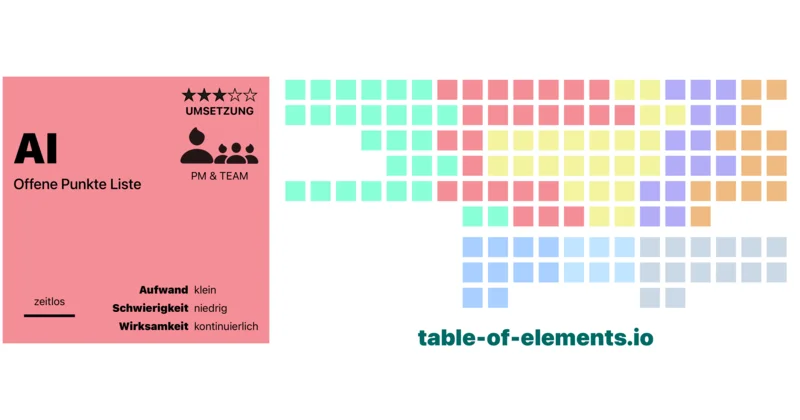 ★★★☆☆
UMSETZUNG
AI
Offene Punkte Liste
PM & TEAM
zeitlos
Aufwand klein
Schwierigkeit niedrig
Wirksamkeit kontinuierlich
table-of-elements.io